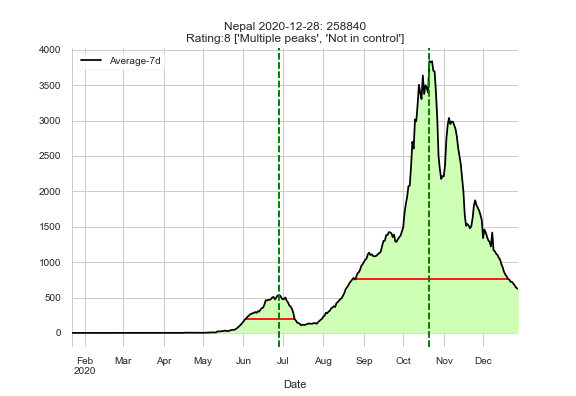 Nepal 2020-12-28: 258840
Rating:8 ['Multiple peaks', 'Not in control']
Average-7d
4000
3500
3000
2500
2000
1500
1000
500
0
Feb Mar Apr May Jun Jul Aug Sep Oct Nov Dec
2020
Date